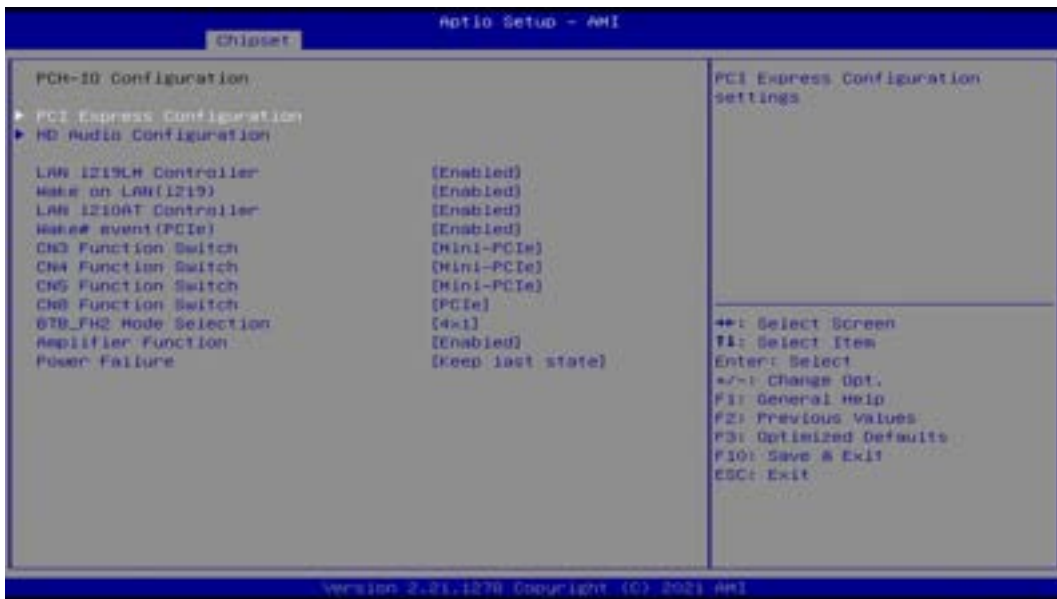 Aptio Setup - AMI
Chipset
PCH-IO Configuration
PCI Express Configuration
HD Audio Configuration
LAN i219LM Controller [Enabled]
Wake on LAN(i219) [Enabled]
LAN i210AT Controller [Enabled]
Wake# event(PCIe) [Enabled]
CN3 Function Switch [Mini-PCIe]
CN4 Function Switch [Mini-PCIe]
CN5 Function Switch [Mini-PCIe]
Function Switch [PCIe]
BTB_FH2 Mode Selection [4x1]
Amplifier Function [Enabled]
Power Failure [Keep last state]
PCI Express Configuration
settings
→←: Select Screen
↑↓: Select Item
Enter: Select
+/-: Change Opt.
F1: General Help
F2: Previous Values
F3: Optimized Defaults
F10: Save & Exit
ESC: Exit
Version 2.21.1278 Copyright (C) 2021 AMI